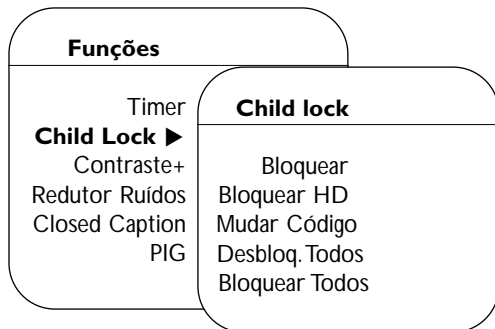 Funções
Timer
Child Lock ▶
Contraste+
Redutor Ruídos
Closed Caption
PIG
Child lock
Bloquear
Bloquear HD
Mudar Código
Desbloq. Todos
Bloquear Todos